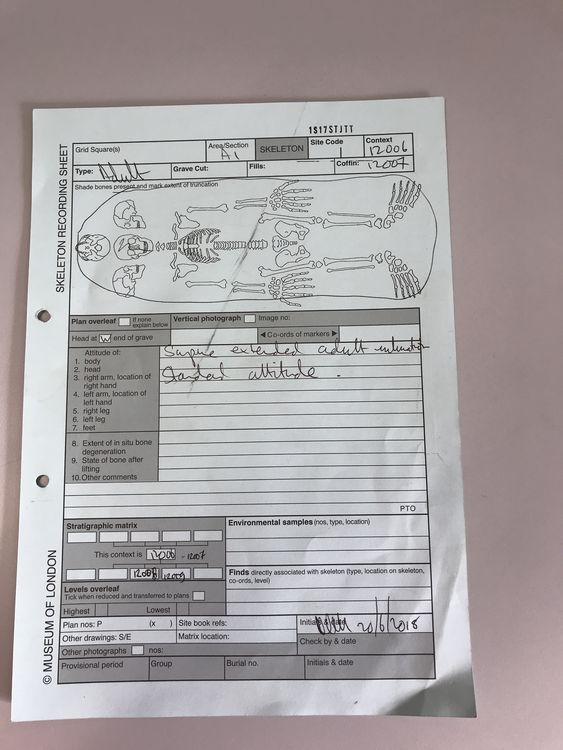 1S17STJTT
SKELETON RECORDING SHEET
Grid Square(s)
Area/Section
A1
SKELETON
Site Code
Context
12006
Type: Adult
Grave Cut:
Fills:
Coffin: 12007
Shade bones present and mark extent of truncation
Plan overleaf
If none
explain below
Vertical photograph
Image no:
Head at W end of grave
Co-ords of markers
Attitude of:
1. body
2. head
3. right arm, location of
right hand
4. left arm, location of
left hand
5. right leg
6. left leg
7. feet
8. Extent of in situ bone
degeneration
9. State of bone after
lifting
10. Other comments
Supine extended adult
attitude .
PTO
Stratigraphic matrix
This context is 12006 - 12007
12008 12009
Levels overleaf
Tick when reduced and transferred to plans
Highest
Lowest
Environmental samples (nos, type, location)
Finds directly associated with skeleton (type, location on skeleton,
co-ords, level)
Plan nos: P (x )
Site book refs:
Initials & date
20/6/2018
Other drawings: S/E
Matrix location:
Check by & date
Other photographs
nos:
Provisional period
Group
Burial no.
Initials & date
© MUSEUM OF LONDON